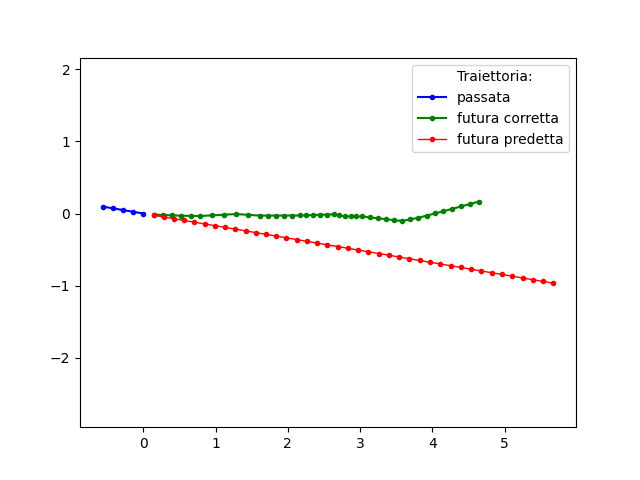 Traiettoria:
passata
futura corretta
futura predetta
2
1
0
−1
−2
0 1 2 3 4 5